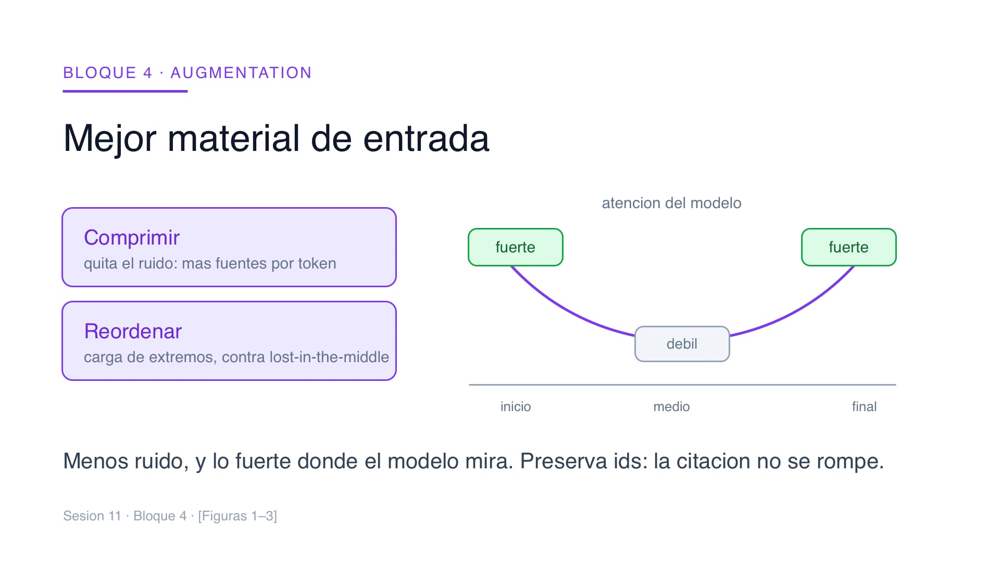 BLOQUE 4 · AUGMENTATION
Mejor material de entrada
Comprimir
quita el ruido: mas fuentes por token
Reordenar
carga de extremos, contra lost-in-the-middle
atencion del modelo
fuerte
fuerte
debil
inicio
medio
final
Menos ruido, y lo fuerte donde el modelo mira. Preserva ids: la citacion no se rompe.
Sesion 11 · Bloque 4 · [Figuras 1–3]